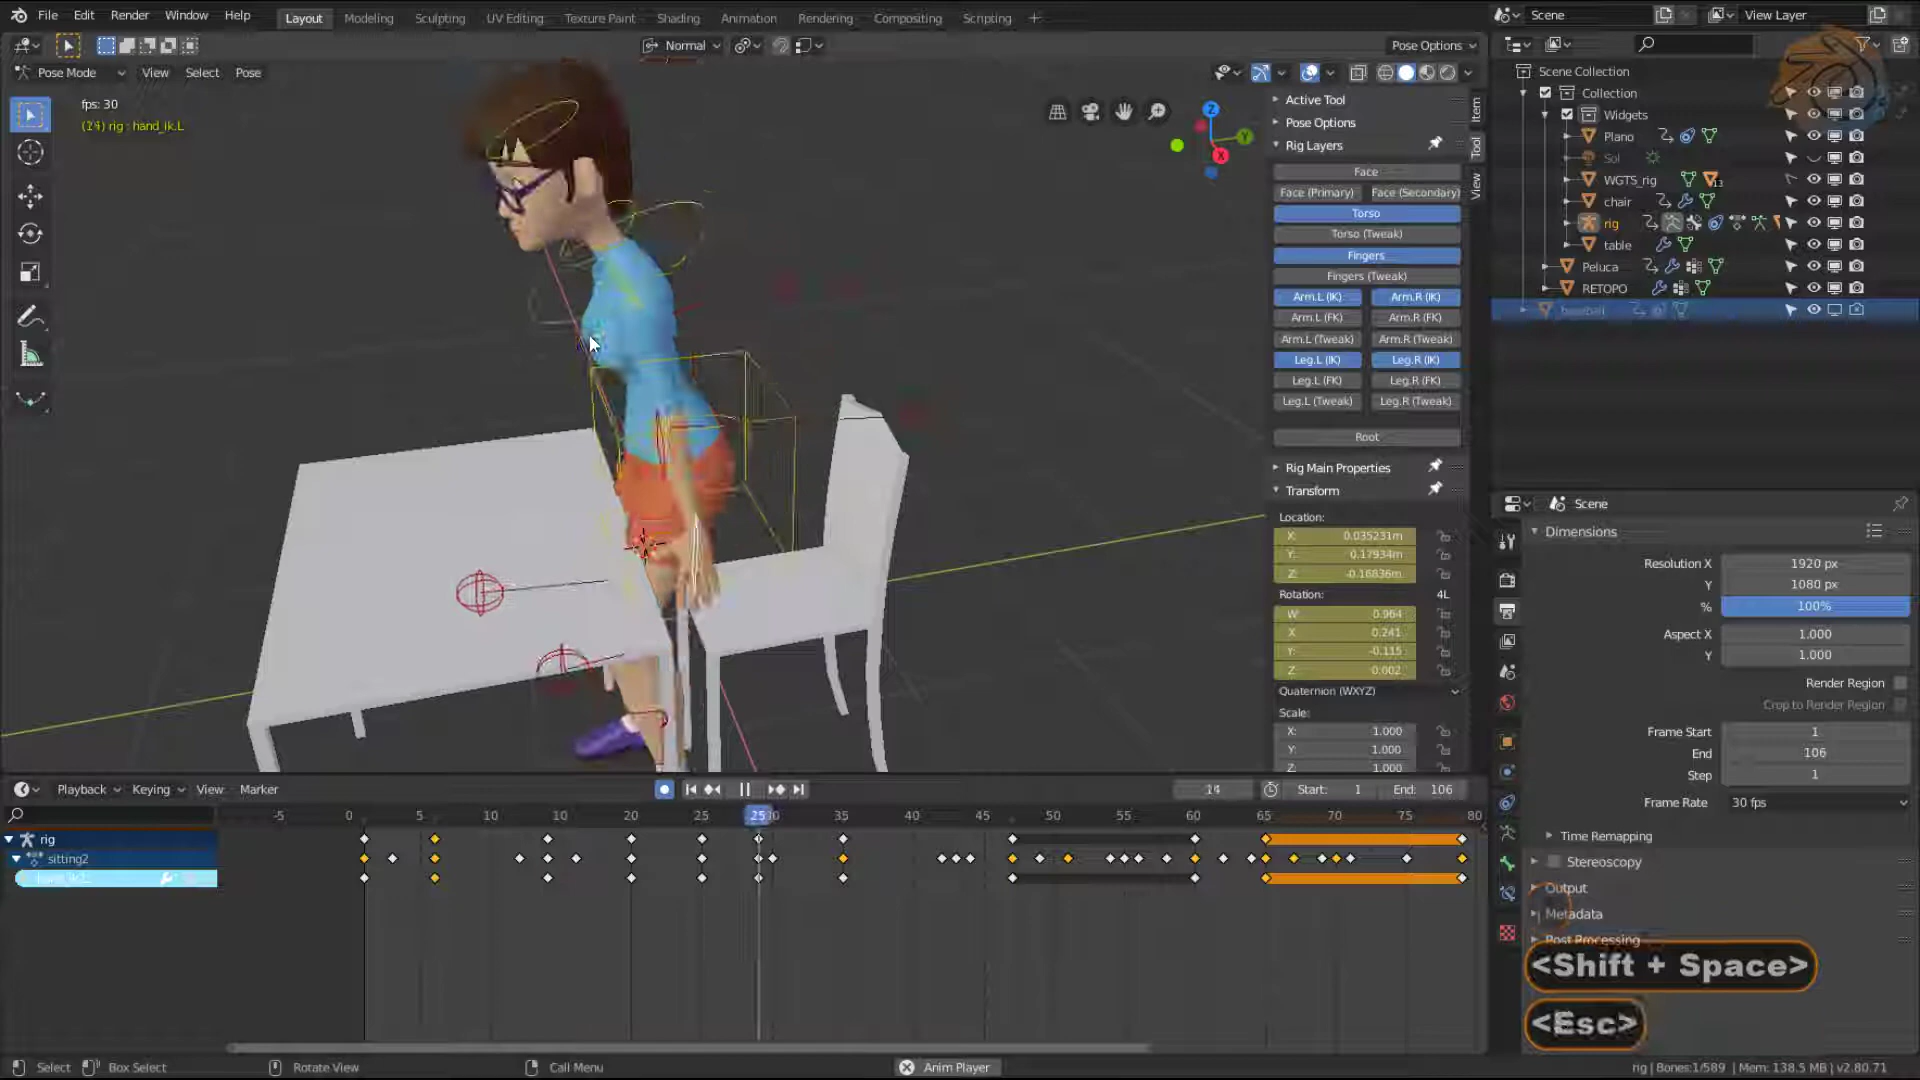 File Edit Render Window Help
Layout Modeling Sculpting UV Editing Texture Paint Shading Animation Rendering Compositing Scripting +
Scene
View Layer
Normal
Pose Options
Pose Mode View Select Pose
fps: 30
rig : hand_ik.L
Active Tool
Pose Options
Rig Layers
Face
Face (Primary) Face (Secondary)
Torso
Torso (Tweak)
Fingers
Fingers (Tweak)
Arm.L (IK) Arm.R (IK)
Arm.L (FK) Arm.R (FK)
Arm.L (Tweak) Arm.R (Tweak)
Leg.L (IK) Leg.R (IK)
Leg.L (FK) Leg.R (FK)
Leg.L (Tweak) Leg.R (Tweak)
Root
Rig Main Properties
Transform
Location:
X: 0.035231m
Y: 0.17934m
Z: -0.16836m
Rotation: 4L
W: 0.964
X: 0.241
Y: -0.115
Z: 0.002
Quaternion (WXYZ)
Scale:
X: 1.000
Y: 1.000
Z: 1.000
Item
Tool
View
Z
Y
X
Scene Collection
Collection
Widgets
Plano
Sol
WGTS_rig
13
chair
rig
table
Peluca
RETOPO
Scene
Dimensions
Resolution X 1920 px
Y 1080 px
% 100%
Aspect X 1.000
Y 1.000
Render Region
Crop to Render Region
Frame Start 1
End 106
Step 1
Frame Rate 30 fps
Time Remapping
Stereoscopy
Output
Metadata
Post Processing
<Shift + Space>
<Esc>
Playback Keying View Marker
14
Start: 1 End: 106
-5 0 5 10 15 20 25 35 40 45 50 55 60 65 70 75 80
rig
sitting2
Select Box Select Rotate View Call Menu Anim Player
rig | Bones:1/589 | Mem: 138.5 MB | v2.80.71